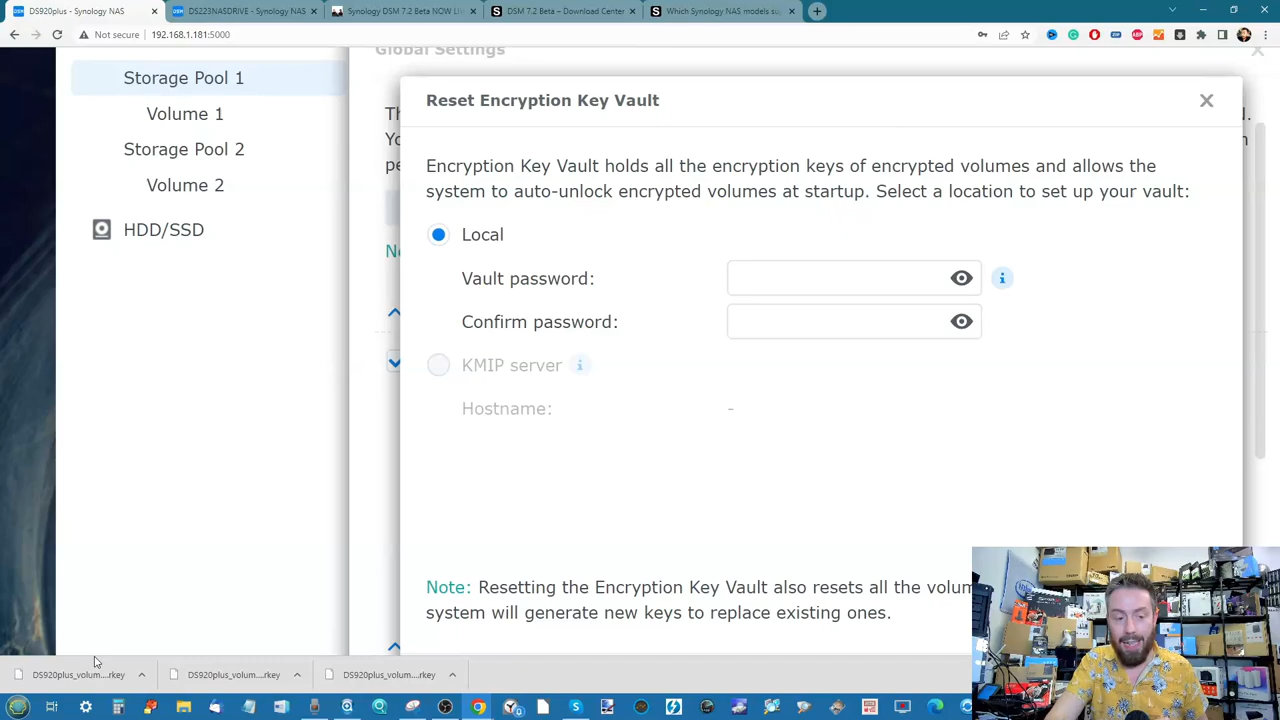 DS920plus - Synology NAS
DS223NASDRIVE - Synology NAS
Synology DSM 7.2 Beta NOW LI
DSM 7.2 Beta – Download Center
Which Synology NAS models su
Not secure
192.168.1.181:5000
Global Settings
Storage Pool 1
Volume 1
Storage Pool 2
Volume 2
HDD/SSD
Reset Encryption Key Vault
Encryption Key Vault holds all the encryption keys of encrypted volumes and allows the
system to auto-unlock encrypted volumes at startup. Select a location to set up your vault:
Local
Vault password:
Confirm password:
KMIP server
Hostname:
-
Note: Resetting the Encryption Key Vault also resets all the volum
system will generate new keys to replace existing ones.
DS920plus_volum....rkey
DS920plus_volu....rkey
DS920plus_volu....rkey